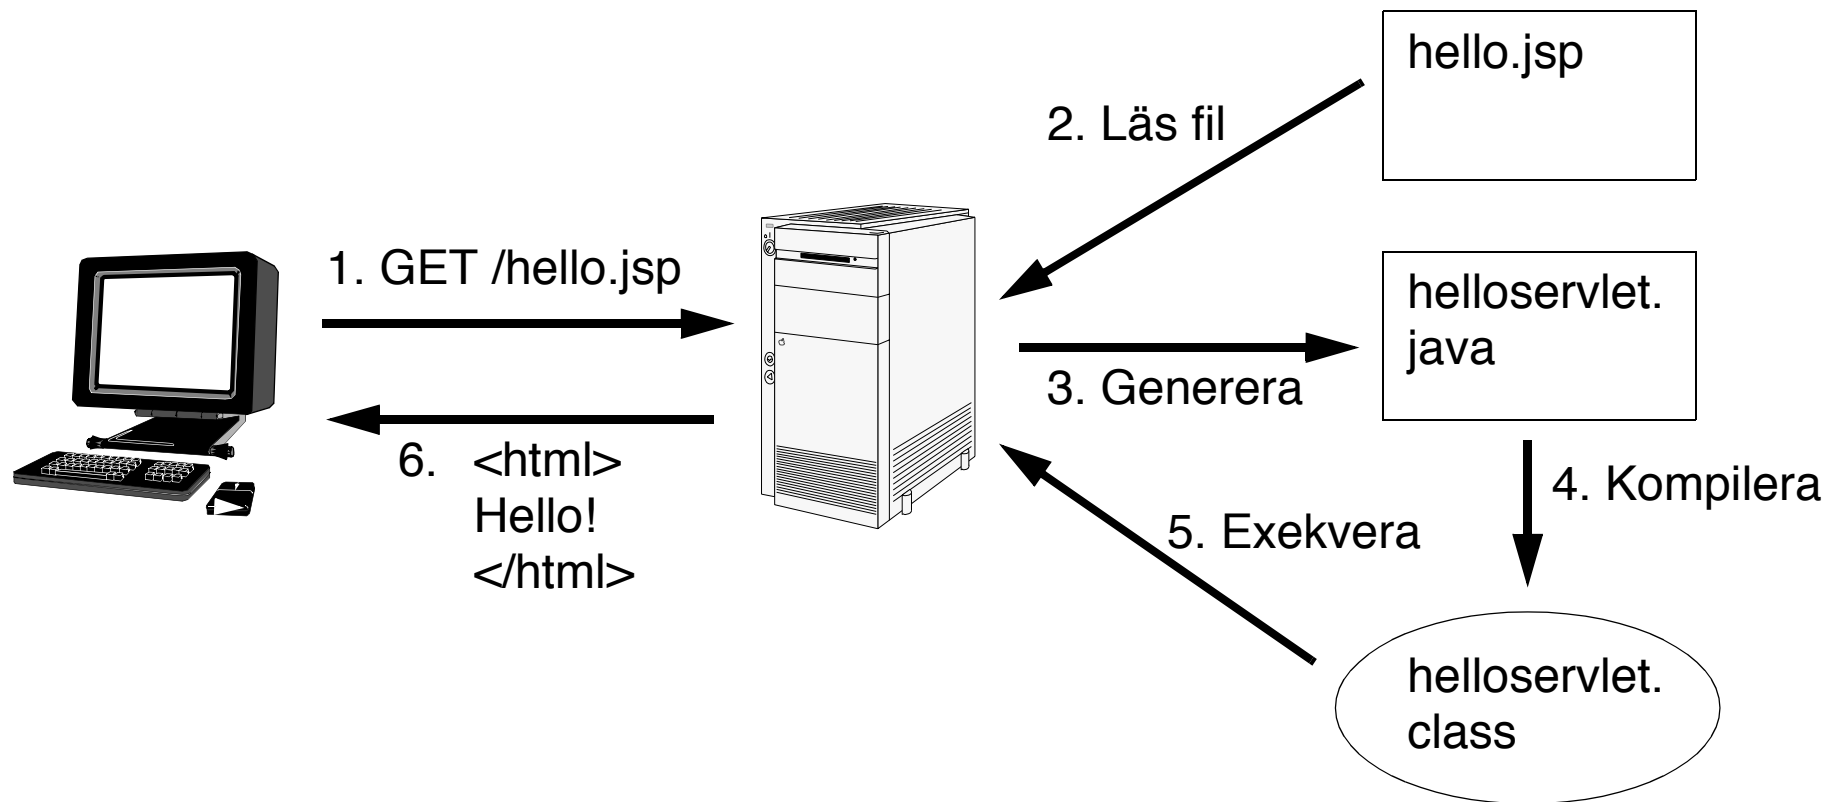 hello.jsp
2. Läs fil
1. GET /hello.jsp
helloservlet.
java
3. Generera
6. <html>
Hello!
</html>
4. Kompilera
5. Exekvera
helloservlet.
class